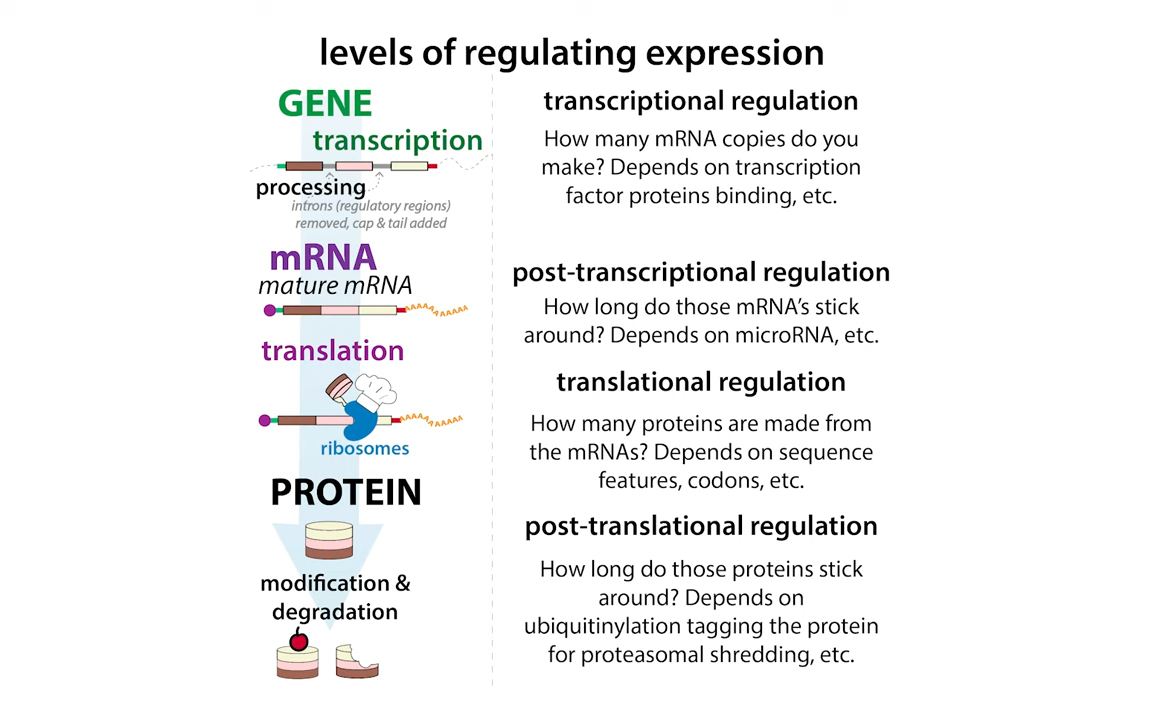 levels of regulating expression
GENE
transcription
processing
introns (regulatory regions)
removed, cap & tail added
mRNA
mature mRNA
AAAAAAAAAAA
translation
AAAAAAAAAAA
ribosomes
PROTEIN
modification &
degradation
transcriptional regulation
How many mRNA copies do you
make? Depends on transcription
factor proteins binding, etc.
post-transcriptional regulation
How long do those mRNA’s stick
around? Depends on microRNA, etc.
translational regulation
How many proteins are made from
the mRNAs? Depends on sequence
features, codons, etc.
post-translational regulation
How long do those proteins stick
around? Depends on
ubiquitinylation tagging the protein
for proteasomal shredding, etc.